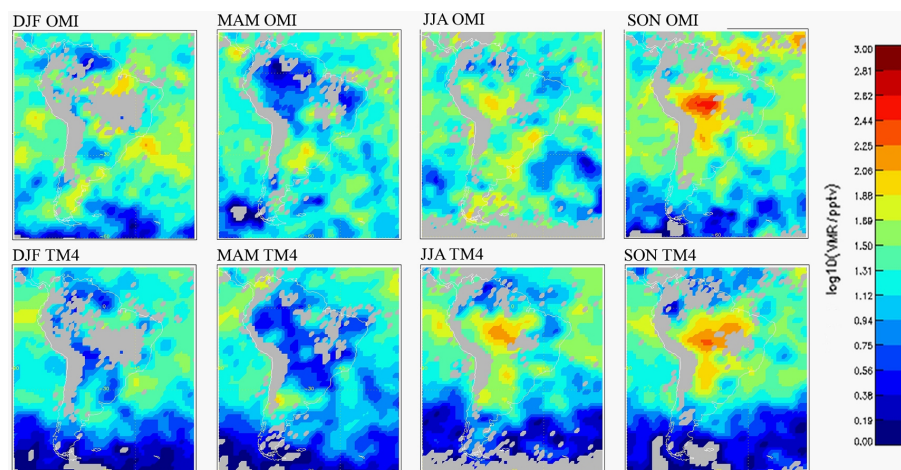 DJF OMI
MAM OMI
JJA OMI
SON OMI
DJF TM4
MAM TM4
JJA TM4
SON TM4
3.00
2.81
2.63
2.44
2.25
2.06
1.88
1.69
1.50
1.31
1.13
0.94
0.75
0.56
0.38
0.19
0.00
log10(VMR/pptv)